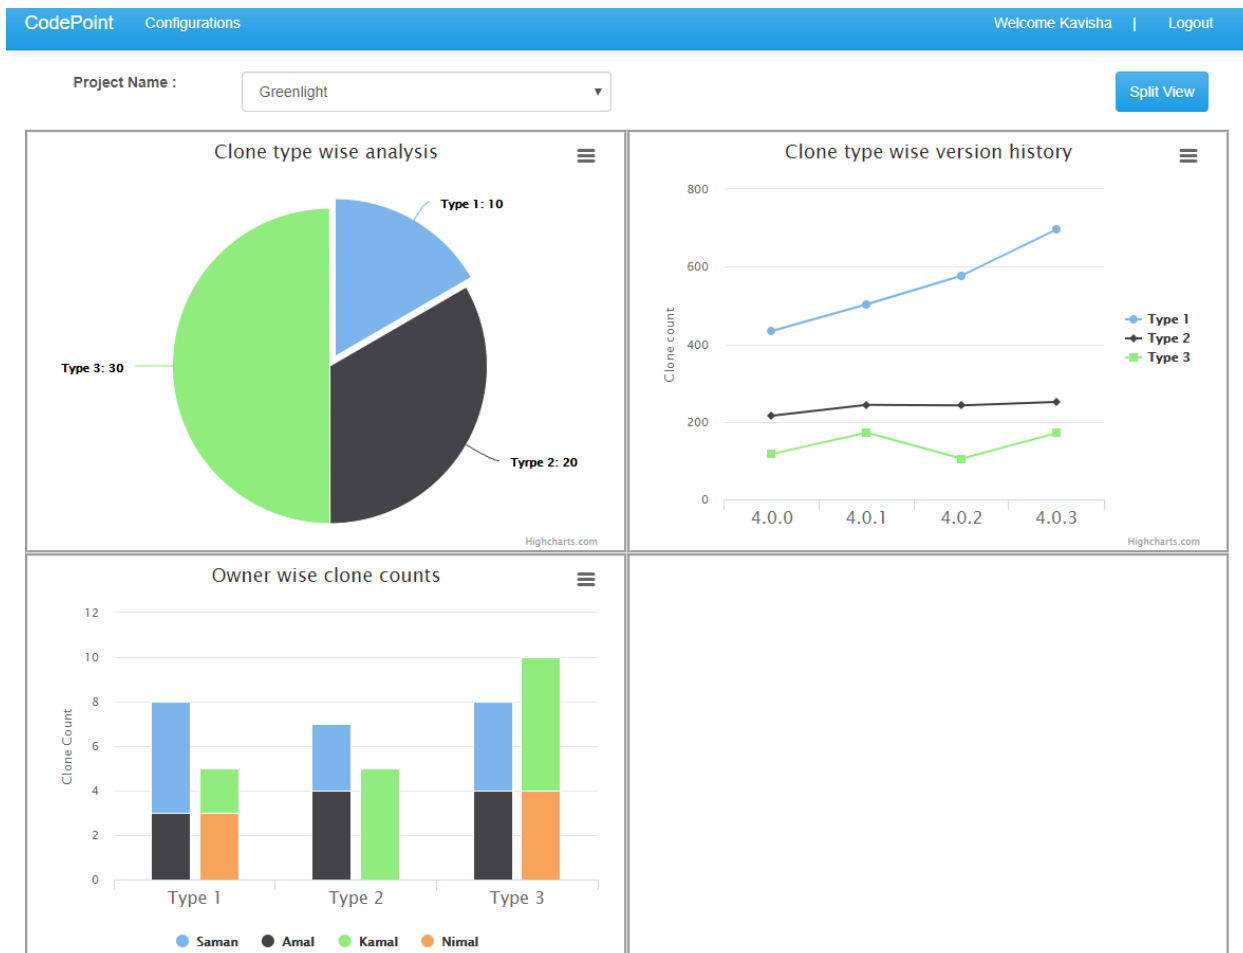 CodePoint Configurations Welcome Kavisha | Logout
Project Name : Greenlight Split View
Clone type wise analysis
Type 1: 10
Type 3: 30
Tyrpe 2: 20
Highcharts.com
Clone type wise version history
800
600
400
200
0
Clone count
4.0.0 4.0.1 4.0.2 4.0.3
Type 1
Type 2
Type 3
Highcharts.com
Owner wise clone counts
12
10
8
6
4
2
0
Clone Count
Type 1 Type 2 Type 3
Saman Amal Kamal Nimal